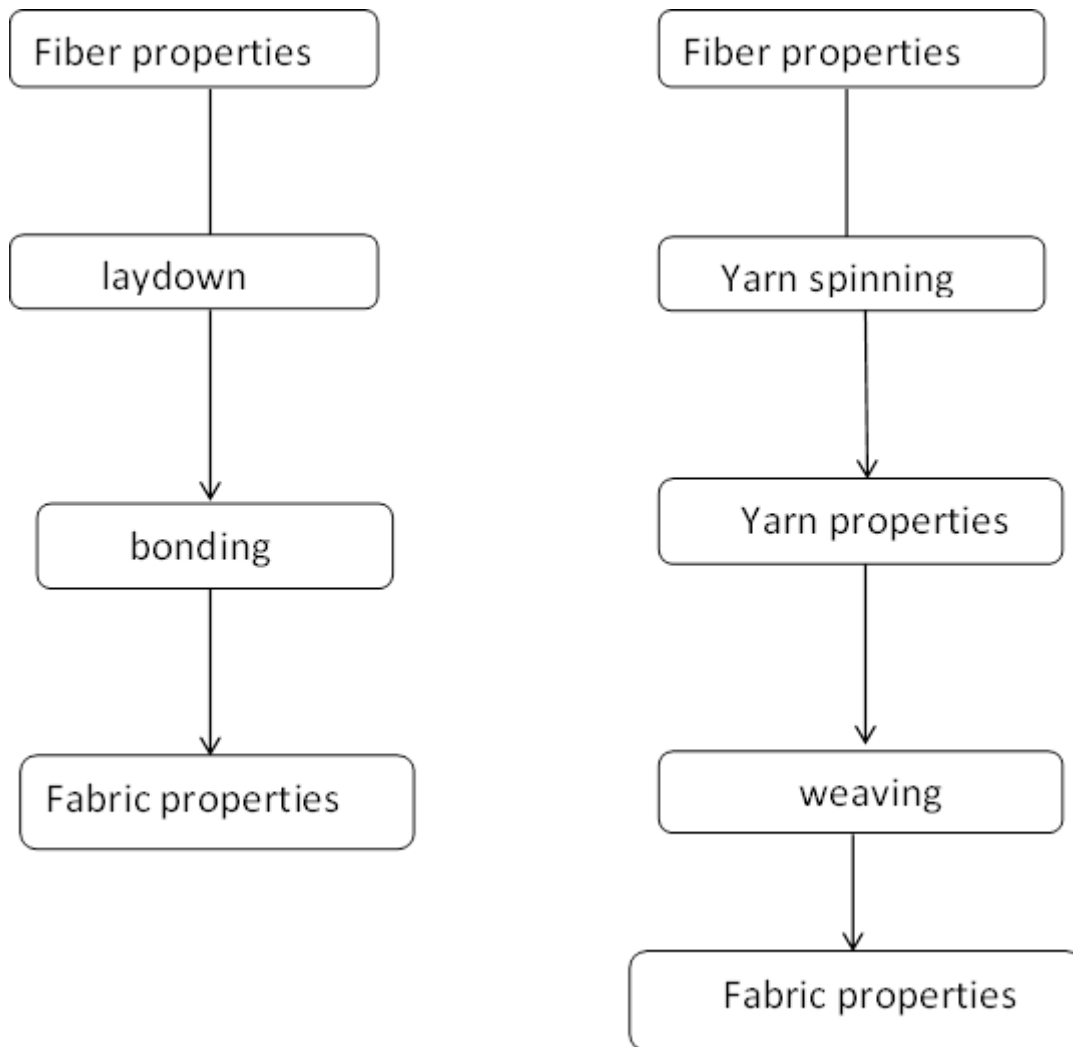 Fiber properties
laydown
bonding
Fabric properties
Fiber properties
Yarn spinning
Yarn properties
weaving
Fabric properties